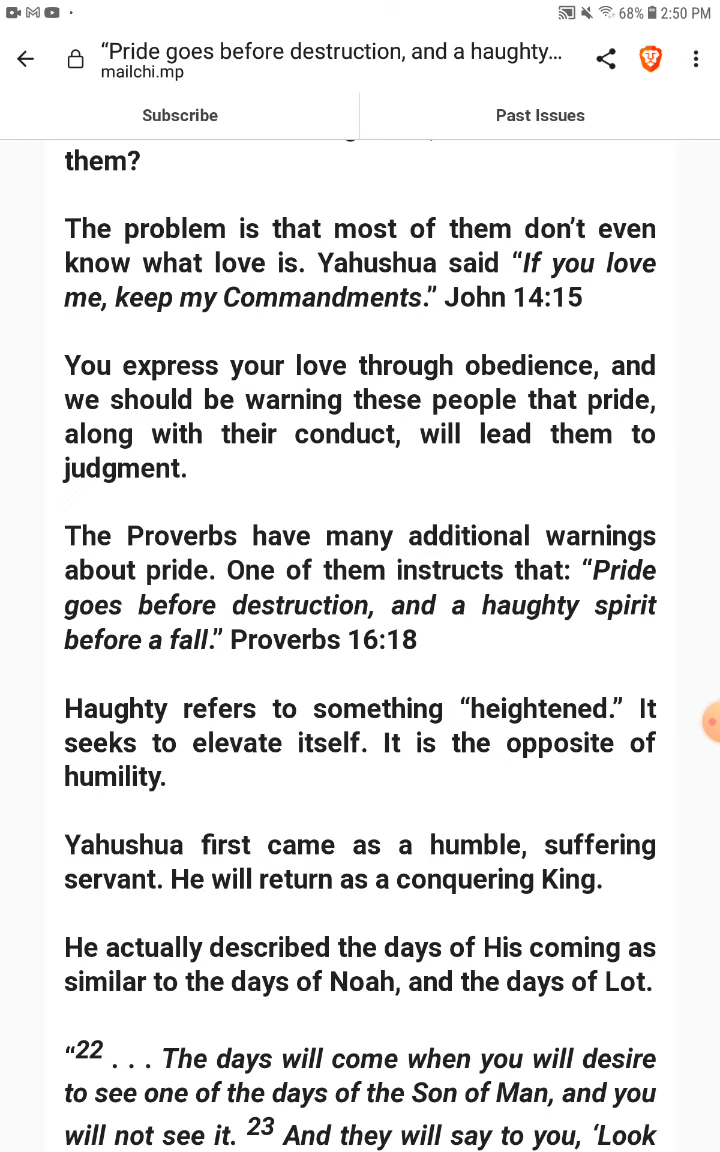 68% 2:50 PM
“Pride goes before destruction, and a haughty...
mailchi.mp
Subscribe
Past Issues
them?
The problem is that most of them don’t even
know what love is. Yahushua said “If you love
me, keep my Commandments.” John 14:15
You express your love through obedience, and
we should be warning these people that pride,
along with their conduct, will lead them to
judgment.
The Proverbs have many additional warnings
about pride. One of them instructs that: “Pride
goes before destruction, and a haughty spirit
before a fall.” Proverbs 16:18
Haughty refers to something “heightened.” It
seeks to elevate itself. It is the opposite of
humility.
Yahushua first came as a humble, suffering
servant. He will return as a conquering King.
He actually described the days of His coming as
similar to the days of Noah, and the days of Lot.
“22 . . . The days will come when you will desire
to see one of the days of the Son of Man, and you
will not see it. 23 And they will say to you, ‘Look